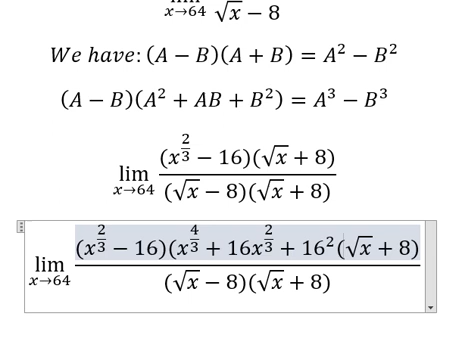 lim x→64 √x − 8
We have: (A − B)(A + B) = A² − B²
(A − B)(A² + AB + B²) = A³ − B³
lim x→64 (x^(2/3) − 16)(√x + 8) / (√x − 8)(√x + 8)
lim x→64 (x^(2/3) − 16)(x^(4/3) + 16x^(2/3) + 16²(√x + 8) / (√x − 8)(√x + 8)